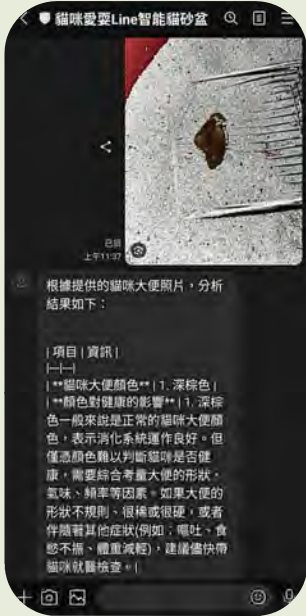 貓咪愛耍Line智能貓砂盆
已讀
上午11:37
根據提供的貓咪大便照片，分析
結果如下：
| 項目 | 資訊 |
|--|--|
| **貓咪大便顏色** | 1. 深棕色 |
| **顏色對健康的影響** | 1. 深棕
色一般來說是正常的貓咪大便顏
色，表示消化系統運作良好。但
僅憑顏色難以判斷貓咪是否健
康，需要綜合考量大便的形狀、
氣味、頻率等因素。如果大便的
形狀不規則、很稀或很硬，或者
伴隨其他症狀(例如：嘔吐、食
慾不振、體重減輕)，建議儘快帶
貓咪就醫檢查。|